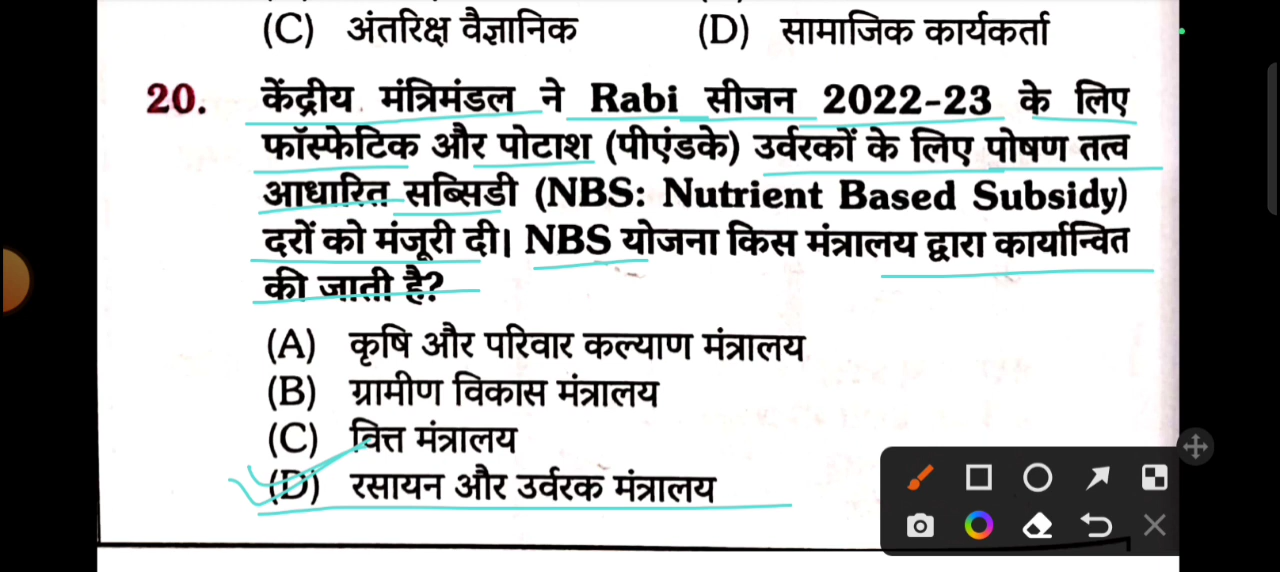 (C) अंतरिक्ष वैज्ञानिक (D) सामाजिक कार्यकर्ता
20. केंद्रीय मंत्रिमंडल ने Rabi सीजन 2022-23 के लिए
फॉस्फेटिक और पोटाश (पीएंडके) उर्वरकों के लिए पोषण तत्व
आधारित सब्सिडी (NBS: Nutrient Based Subsidy)
दरों को मंजूरी दी। NBS योजना किस मंत्रालय द्वारा कार्यान्वित
की जाती है?
(A) कृषि और परिवार कल्याण मंत्रालय
(B) ग्रामीण विकास मंत्रालय
(C) वित्त मंत्रालय
(D) रसायन और उर्वरक मंत्रालय